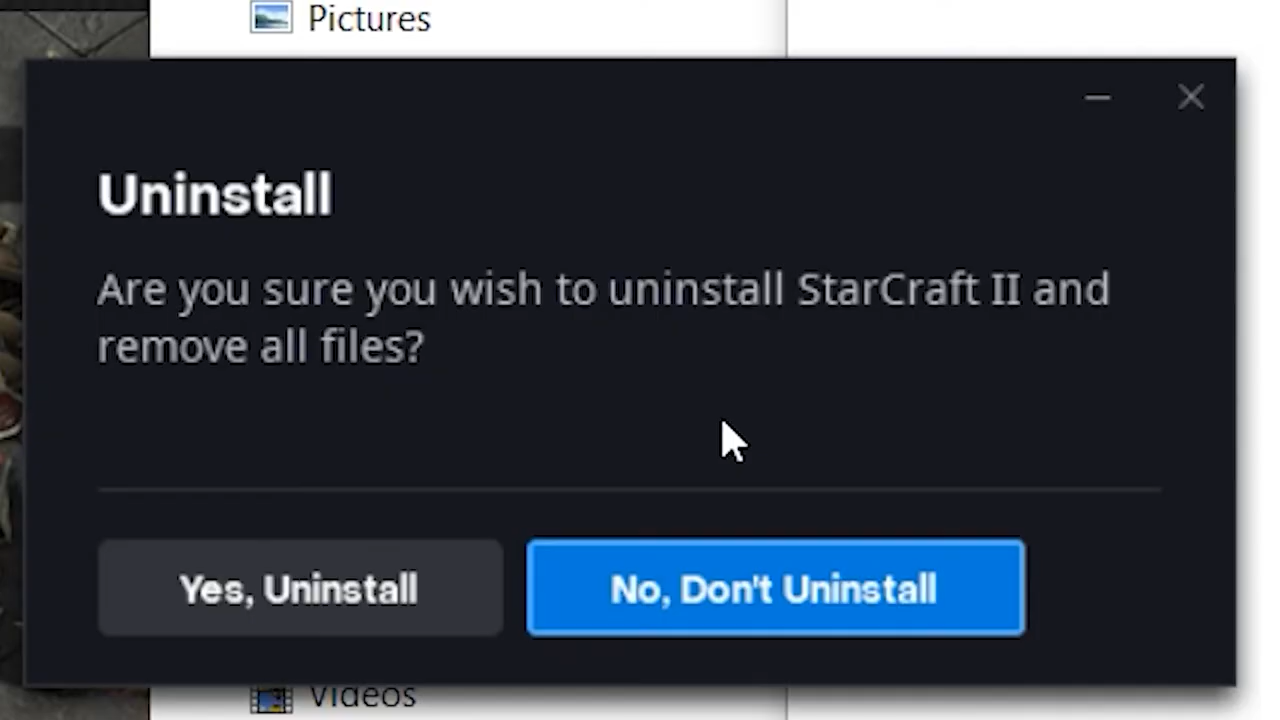 Pictures
Uninstall
Are you sure you wish to uninstall StarCraft II and
remove all files?
Yes, Uninstall
No, Don't Uninstall
Videos